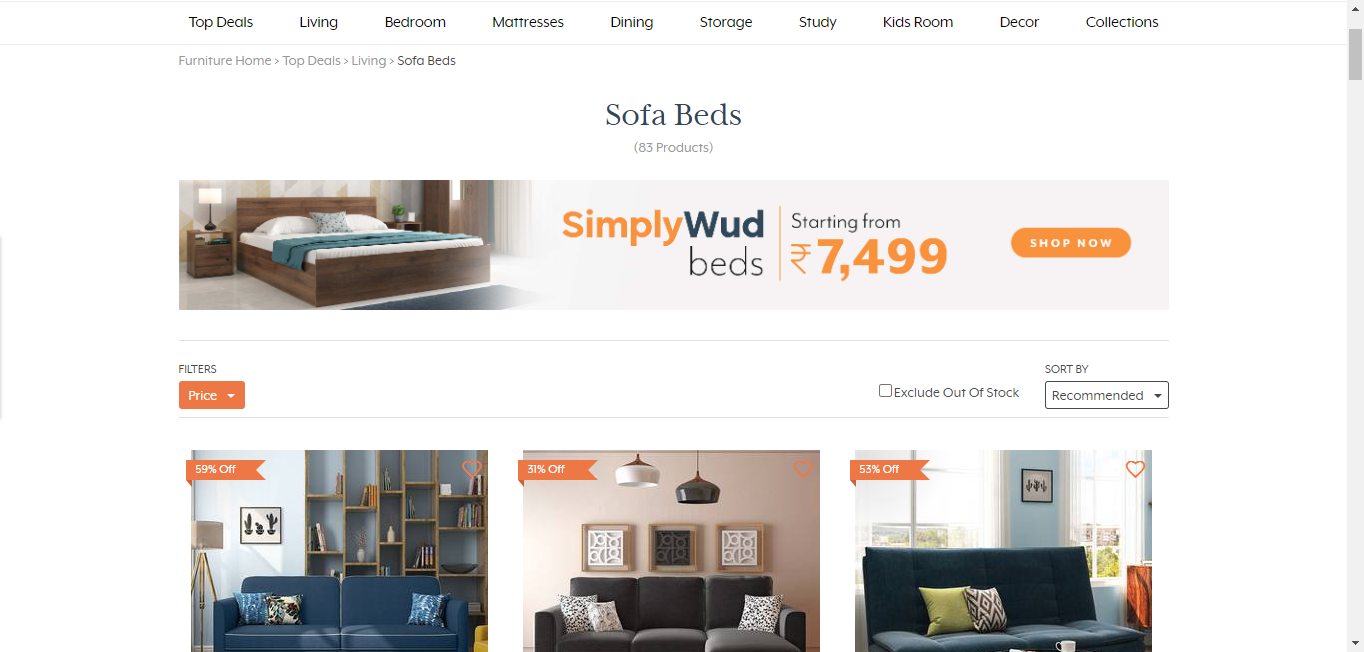 Top Deals Living Bedroom Mattresses Dining Storage Study Kids Room Decor Collections
Furniture Home > Top Deals > Living > Sofa Beds
Sofa Beds
(83 Products)
SimplyWud
beds
Starting from
₹7,499
SHOP NOW
FILTERS
Price
Exclude Out Of Stock
SORT BY
Recommended
59% Off
31% Off
53% Off